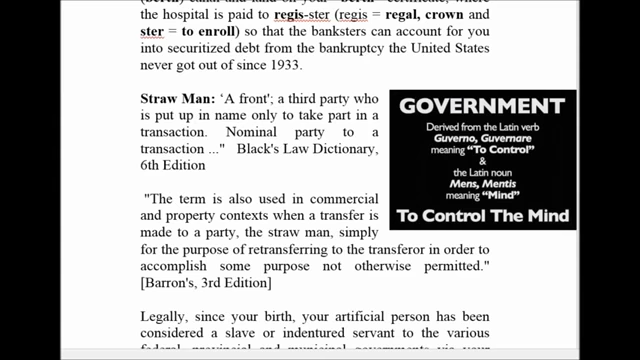 (berth) canal and land on your "berth" certificate, where
the hospital is paid to regis-ster (regis = regal, crown and
ster = to enroll) so that the banksters can account for you
into securitized debt from the bankruptcy the United States
never got out of since 1933.
Straw Man: 'A front'; a third party who
is put up in name only to take part in a
transaction. Nominal party to a
transaction ..." Black's Law Dictionary,
6th Edition
GOVERNMENT
Derived from the Latin verb
Guverno, Guvernare
meaning "To Control"
&
the Latin noun
Mens, Mentis
meaning "Mind"
To Control The Mind
"The term is also used in commercial
and property contexts when a transfer is
made to a party, the straw man, simply
for the purpose of retransferring to the transferor in order to
accomplish some purpose not otherwise permitted."
[Barron's, 3rd Edition]
Legally, since your birth, your artificial person has been
considered a slave or indentured servant to the various
federal, provincial and municipal governments via your